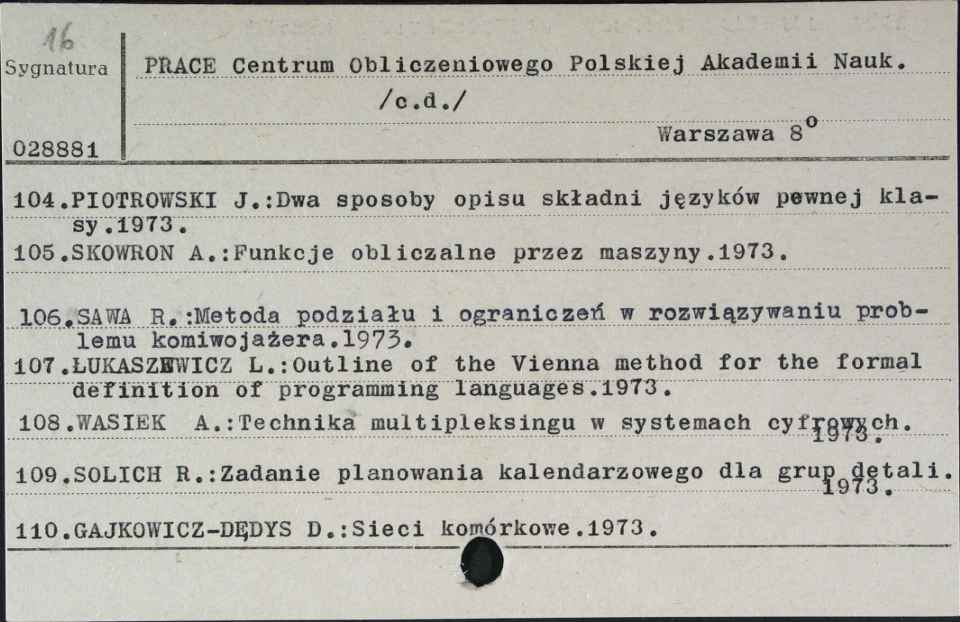 16
Sygnatura
PRACE Centrum Obliczeniowego Polskiej Akademii Nauk.
/c.d./
Warszawa 8º
028881
104.PIOTROWSKI J.:Dwa sposoby opisu składni języków pewnej kla-
sy.1973.
105.SKOWRON A.:Funkcje obliczalne przez maszyny.1973.
106.SAWA R.:Metoda podziału i ograniczeń w rozwiązywaniu prob-
lemu komiwojażera.1973.
107.ŁUKASZEWICZ L.:Outline of the Vienna method for the formal
definition of programming languages.1973.
108.WASIEK A.:Technika multipleksingu w systemach cyfrowych.
1973.
109.SOLICH R.:Zadanie planowania kalendarzowego dla grup detali.
1973.
110.GAJKOWICZ-DĘDYS D.:Sieci komórkowe.1973.